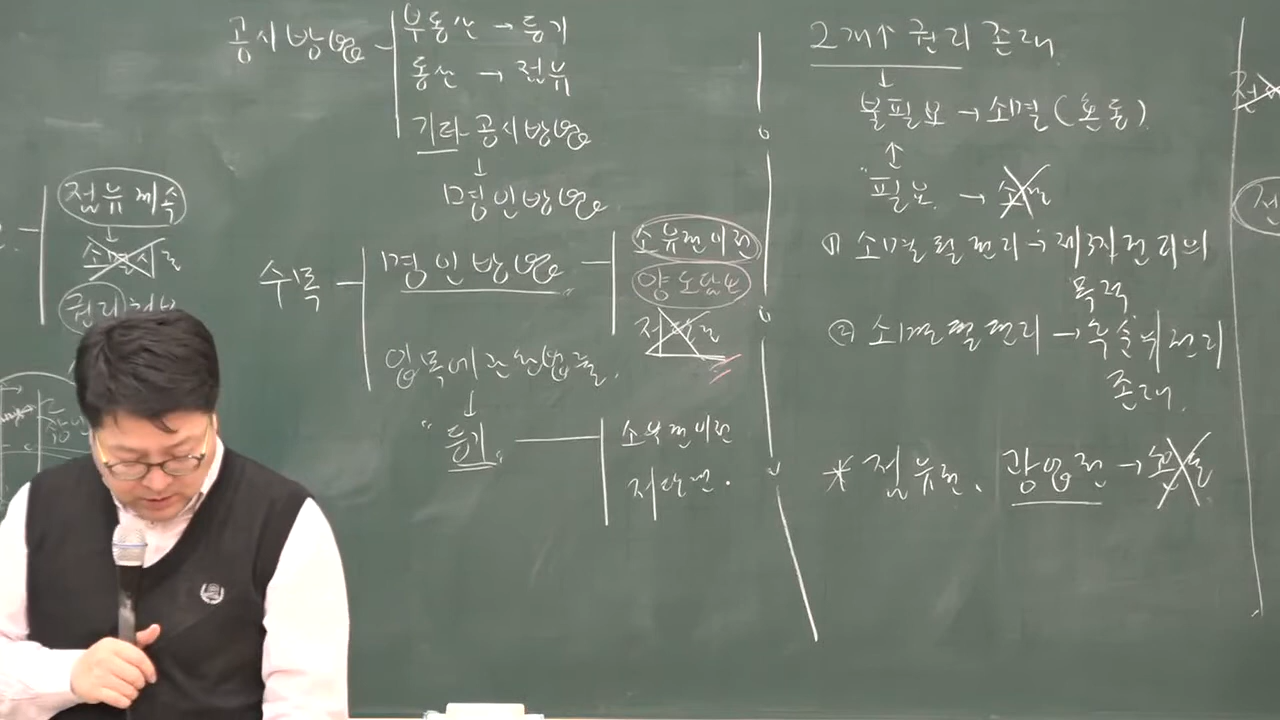 점유계속
↓
소멸시효
권리
공시방법
부동산 → 등기
동산 → 점유
기타 공시방법
↓
명인방법
수목
명인방법
소유권이전
양도담보
저당권
입목에관한법률.
↓
"등기"
소유권이전
저당권.
2개↑ 권리 존재
↓
불필요 → 소멸(혼동)
↑
"필요" → 소멸
① 소멸될권리 → 제3자권리의
목적
② 소멸될권리 → 후순위권리
존재.
* 점유권, 광업권 → 소멸
전